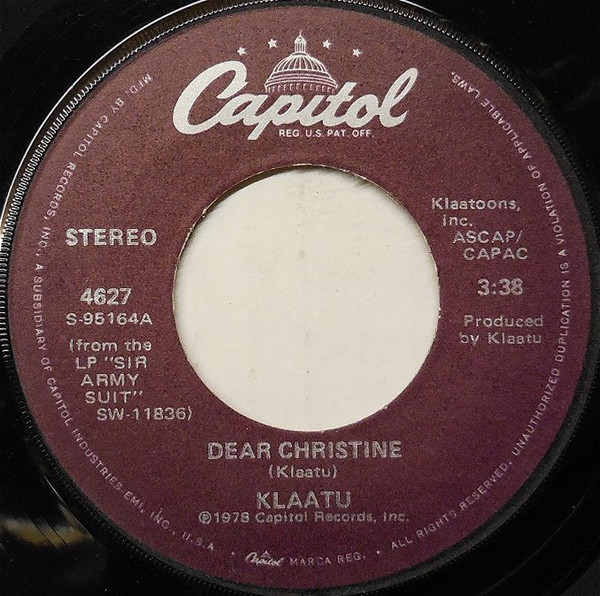 Capitol
REG. U.S. PAT. OFF.
MFD. BY CAPITOL RECORDS, INC., A SUBSIDIARY OF CAPITOL INDUSTRIES EMI, INC., U.S.A. • Capitol MARCA REG. • ALL RIGHTS RESERVED. UNAUTHORIZED DUPLICATION IS A VIOLATION OF APPLICABLE LAWS.
STEREO
4627
S-95164A
(from the
LP "SIR
ARMY
SUIT"
SW-11836)
Klaatoons,
Inc.
ASCAP/
CAPAC
3:38
Produced
by Klaatu
DEAR CHRISTINE
(Klaatu)
KLAATU
℗1978 Capitol Records, Inc.